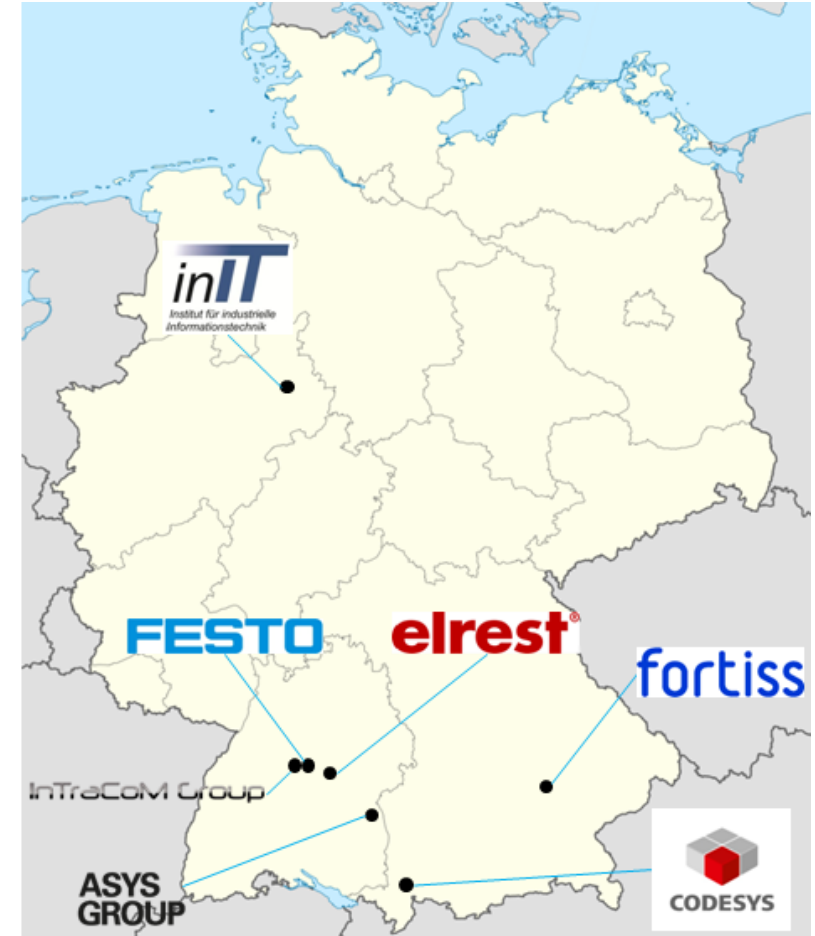 inIT
Institut für industrielle
Informationstechnik
FESTO
elrest®
fortiss
InTraCoM Group
ASYS
GROUP
CODESYS